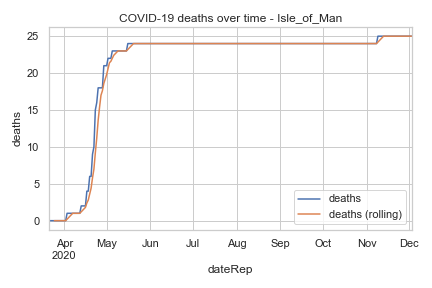 COVID-19 deaths over time - Isle_of_Man
deaths
25
20
15
10
5
0
deaths
deaths (rolling)
Apr May Jun Jul Aug Sep Oct Nov Dec
2020
dateRep